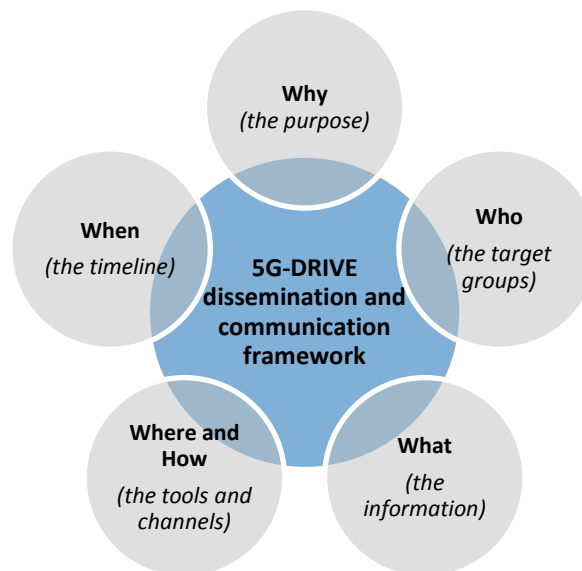 Why
(the purpose)
Who
(the target
groups)
What
(the
information)
Where and
How
(the tools and
channels)
When
(the timeline)
5G-DRIVE
dissemination and
communication
framework